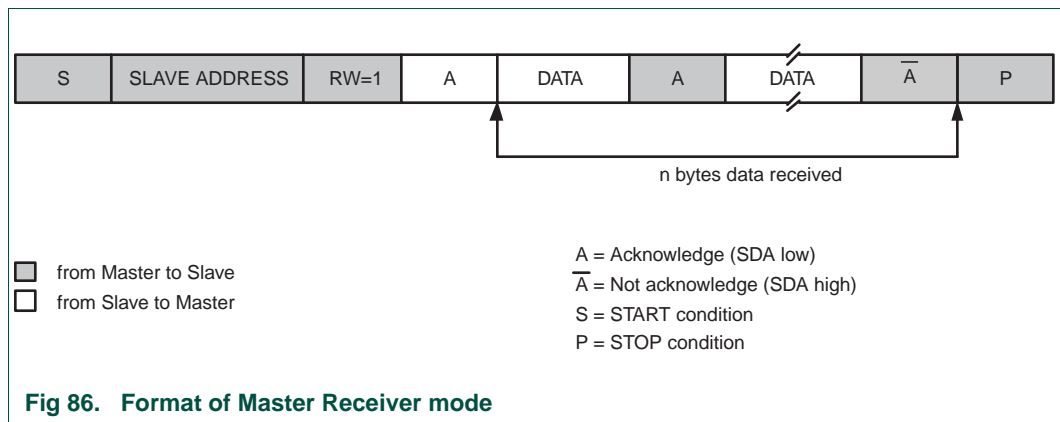 S SLAVE ADDRESS RW=1 A DATA A DATA A̅ P
n bytes data received
from Master to Slave
from Slave to Master
A = Acknowledge (SDA low)
A̅ = Not acknowledge (SDA high)
S = START condition
P = STOP condition
Fig 86. Format of Master Receiver mode